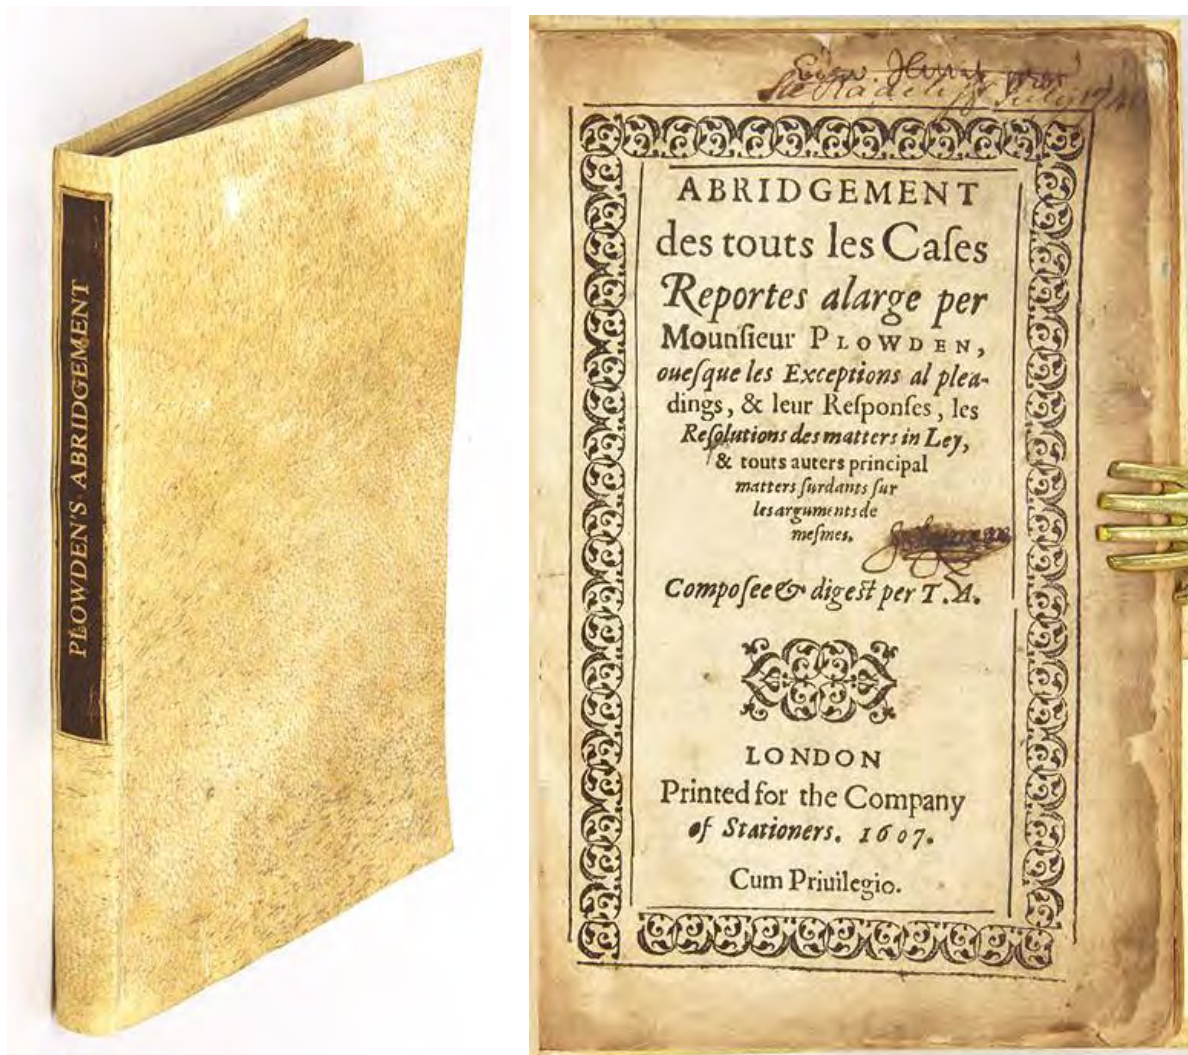 PLOWDEN'S ABRIDGEMENT
ABRIDGEMENT
des touts les Caſes
Reportes alarge per
Mounſieur PLOWDEN,
oueſque les Exceptions al plea-
dings, & leur Reſponſes, les
Reſolutions des matters in Ley,
& touts auters principal
matters ſurdants ſur
les arguments de
meſmes.
Compoſee & digeſt per T. A.
LONDON
Printed for the Company
of Stationers. 1607.
Cum Priuilegio.